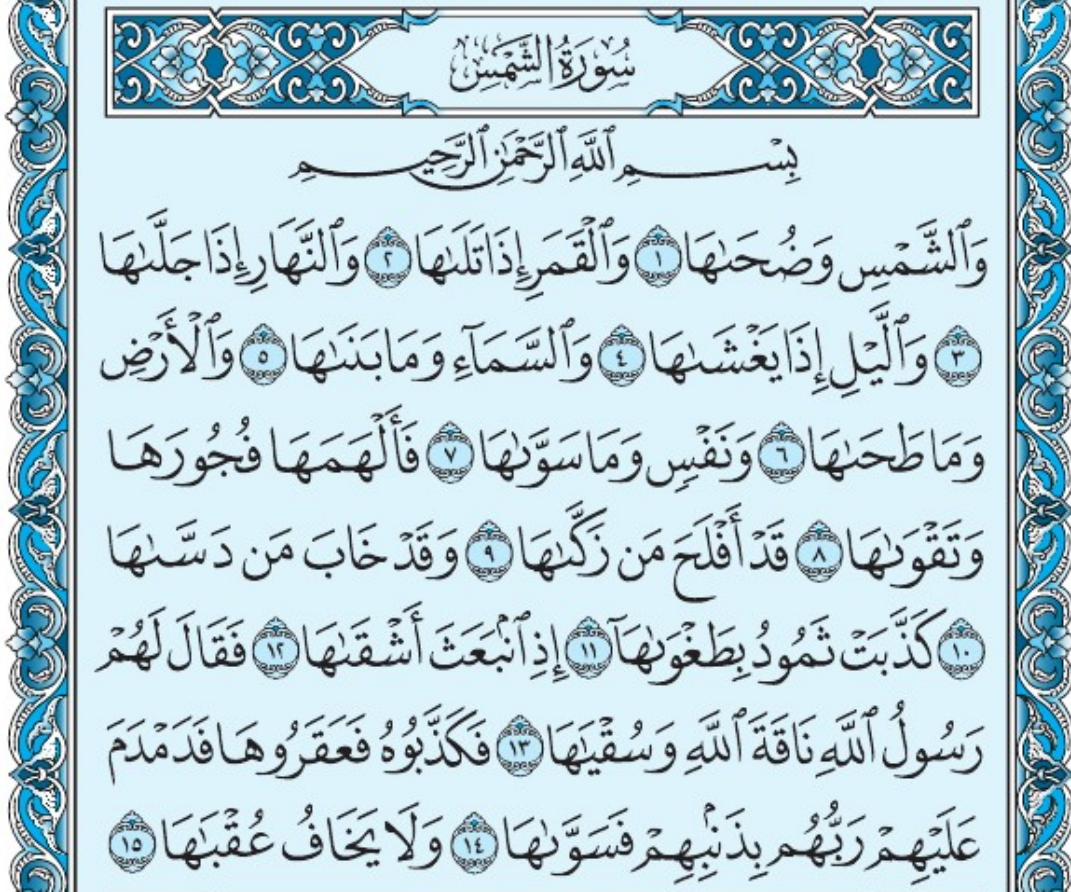 سُورَةُ الشَّمْسِ
بِسْمِ ٱللَّهِ ٱلرَّحْمَٰنِ ٱلرَّحِيمِ
وَٱلشَّمْسِ وَضُحَىٰهَا ١ وَٱلْقَمَرِ إِذَا تَلَىٰهَا ٢ وَٱلنَّهَارِ إِذَا جَلَّىٰهَا
٣ وَٱلَّيْلِ إِذَا يَغْشَىٰهَا ٤ وَٱلسَّمَآءِ وَمَا بَنَىٰهَا ٥ وَٱلْأَرْضِ
وَمَا طَحَىٰهَا ٦ وَنَفْسٍ وَمَا سَوَّىٰهَا ٧ فَأَلْهَمَهَا فُجُورَهَا
وَتَقْوَىٰهَا ٨ قَدْ أَفْلَحَ مَن زَكَّىٰهَا ٩ وَقَدْ خَابَ مَن دَسَّىٰهَا
١٠ كَذَّبَتْ ثَمُودُ بِطَغْوَىٰهَآ ١١ إِذِ ٱنۢبَعَثَ أَشْقَىٰهَا ١٢ فَقَالَ لَهُمْ
رَسُولُ ٱللَّهِ نَاقَةَ ٱللَّهِ وَسُقْيَٰهَا ١٣ فَكَذَّبُوهُ فَعَقَرُوهَا فَدَمْدَمَ
عَلَيْهِمْ رَبُّهُم بِذَنۢبِهِمْ فَسَوَّىٰهَا ١٤ وَلَا يَخَافُ عُقْبَٰهَا ١٥